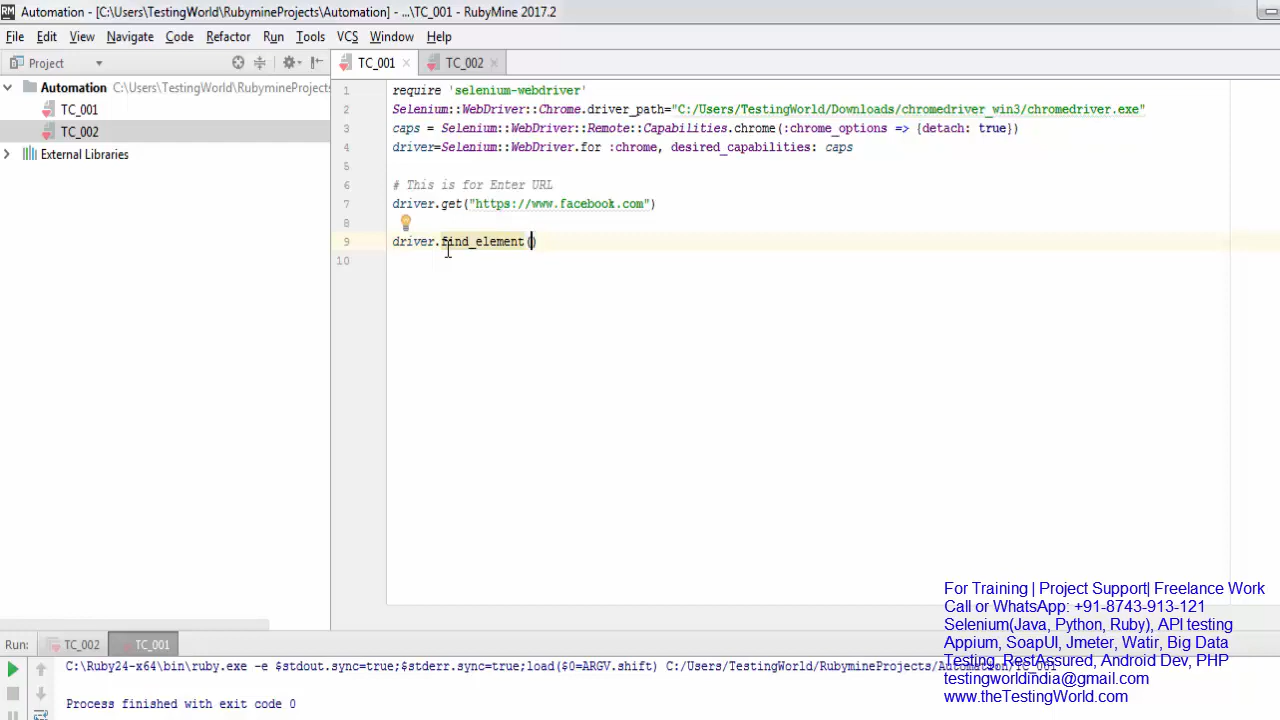 Automation - [C:\Users\TestingWorld\RubymineProjects\Automation] - ...\TC_001 - RubyMine 2017.2
File Edit View Navigate Code Refactor Run Tools VCS Window Help
Project
TC_001
TC_002
Automation C:\Users\TestingWorld\RubymineProjects
TC_001
TC_002
External Libraries
1 require 'selenium-webdriver'
2 Selenium::WebDriver::Chrome.driver_path="C:/Users/TestingWorld/Downloads/chromedriver_win3/chromedriver.exe"
3 caps = Selenium::WebDriver::Remote::Capabilities.chrome(:chrome_options => {detach: true})
4 driver=Selenium::WebDriver.for :chrome, desired_capabilities: caps
5
6 # This is for Enter URL
7 driver.get("https://www.facebook.com")
8
9 driver.find_element()
10
For Training | Project Support| Freelance Work
Call or WhatsApp: +91-8743-913-121
Selenium(Java, Python, Ruby), API testing
Appium, SoapUI, Jmeter, Watir, Big Data
Testing, RestAssured, Android Dev, PHP
testingworldindia@gmail.com
www.theTestingWorld.com
Run: TC_002 TC_001
C:\Ruby24-x64\bin\ruby.exe -e $stdout.sync=true;$stderr.sync=true;load($0=ARGV.shift) C:/Users/TestingWorld/RubymineProjects/Automation/TC_001
Process finished with exit code 0